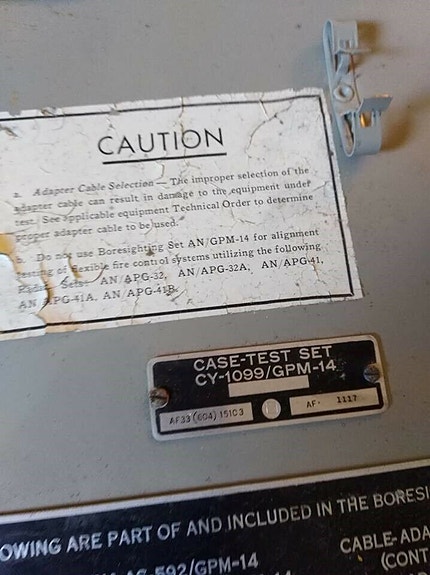 CAUTION
a. Adapter Cable Selection — The improper selection of the
adapter cable can result in damage to the equipment under
test. See applicable equipment Technical Order to determine
proper adapter cable to be used.
Do not use Boresighting Set AN/GPM-14 for alignment
testing of flexible fire control systems utilizing the following
Radar Sets: AN/APG-32, AN/APG-32A, AN/APG-41,
AN/APG-41A, AN/APG-41B.
CASE-TEST SET
CY-1099/GPM-14
AF33(604)15103
AF- 1117
OWING ARE PART OF AND INCLUDED IN THE BORESI
592/GPM-14
CABLE-ADA
(CONT